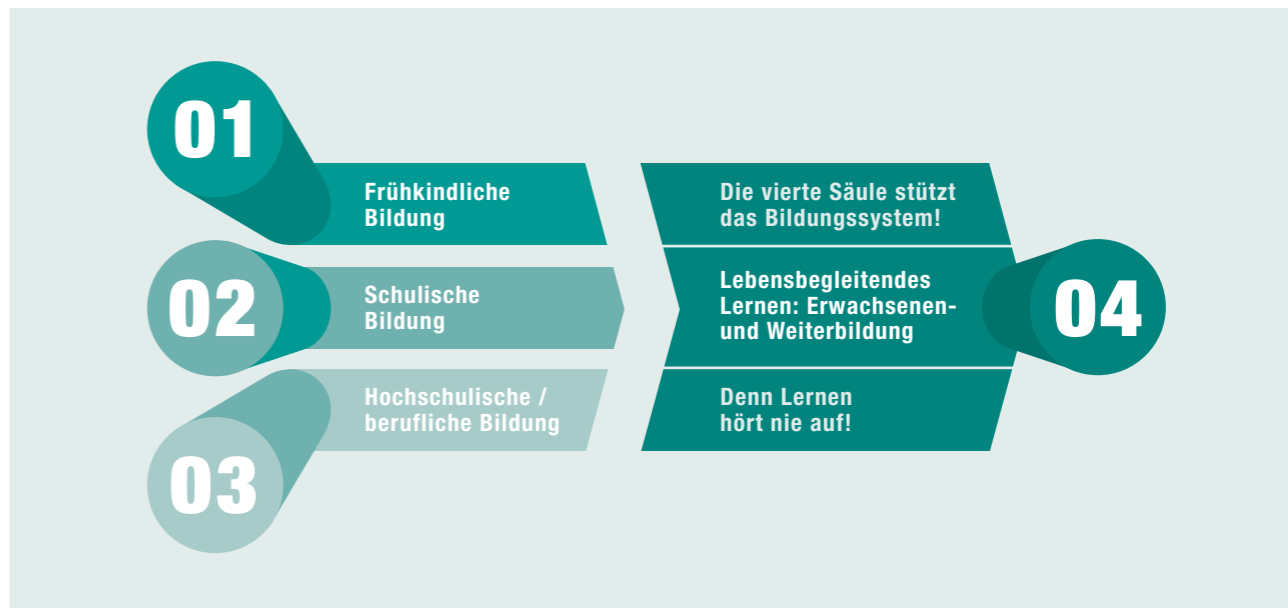 01
Frühkindliche
Bildung
02
Schulische
Bildung
03
Hochschulische /
berufliche Bildung
Die vierte Säule stützt
das Bildungssystem!
Lebensbegleitendes
Lernen: Erwachsenen-
und Weiterbildung
Denn Lernen
hört nie auf!
04